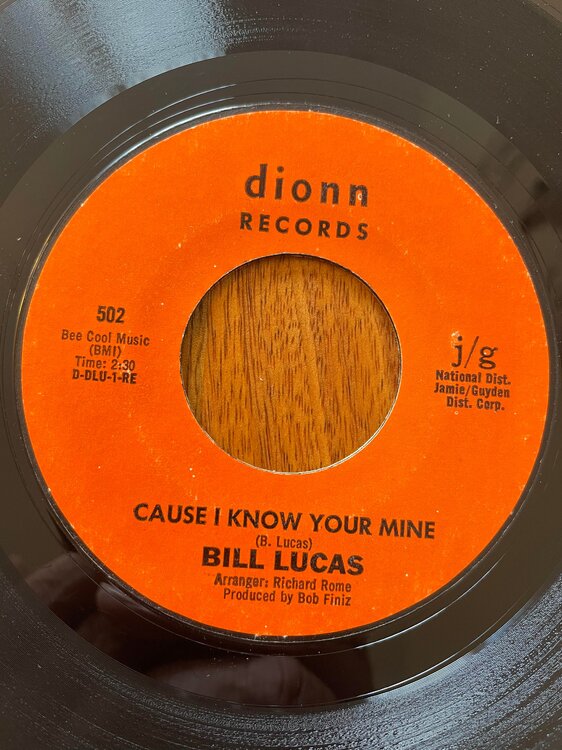 dionn
RECORDS
502
Bee Cool Music
(BMI)
Time: 2:30
D-DLU-1-RE
j/g
National Dist.
Jamie/Guyden
Dist. Corp.
CAUSE I KNOW YOUR MINE
(B. Lucas)
BILL LUCAS
Arranger: Richard Rome
Produced by Bob Finiz